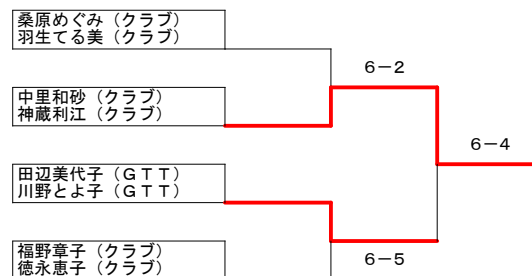 桑原めぐみ（クラブ）
羽生てる美（クラブ）
6－2
中里和砂（クラブ）
神蔵利江（クラブ）
6－4
田辺美代子（ＧＴＴ）
川野とよ子（ＧＴＴ）
福野章子（クラブ）
徳永恵子（クラブ）
6－5